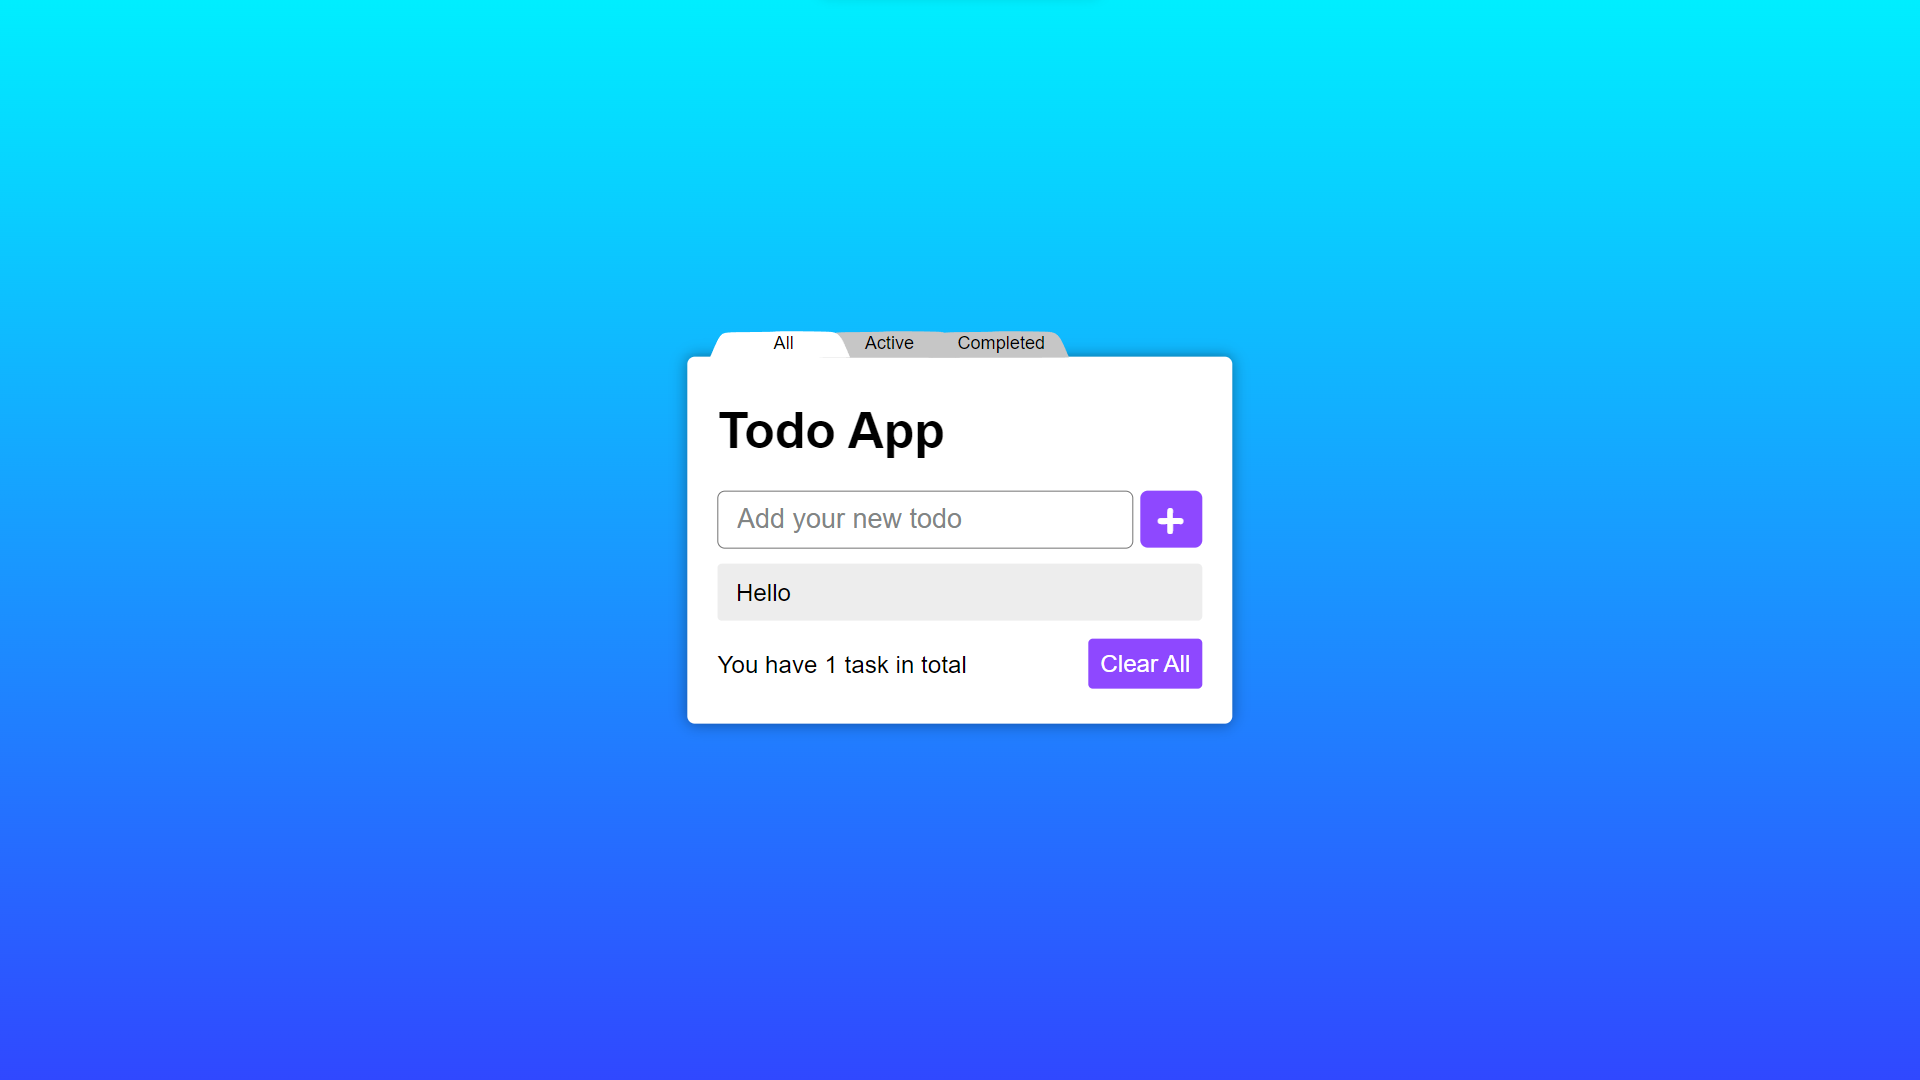 All Active Completed
Todo App
Add your new todo
Hello
You have 1 task in total Clear All